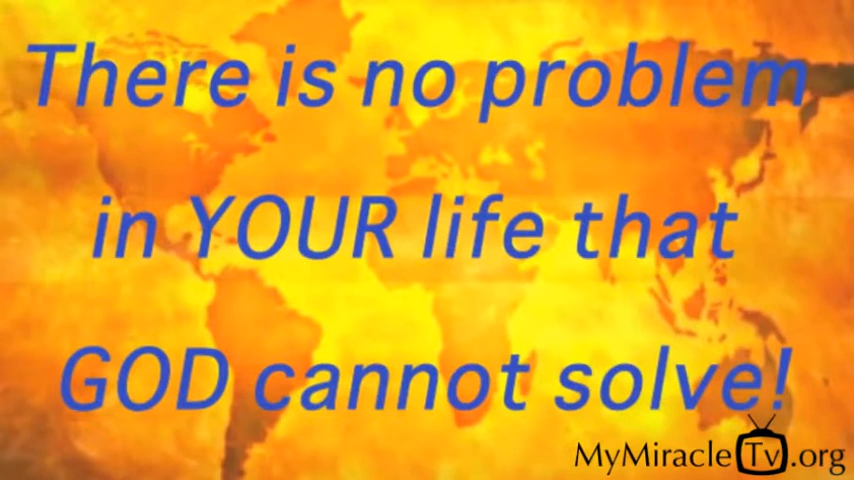 There is no problem
in YOUR life that
GOD cannot solve!
MyMiracleTv.org